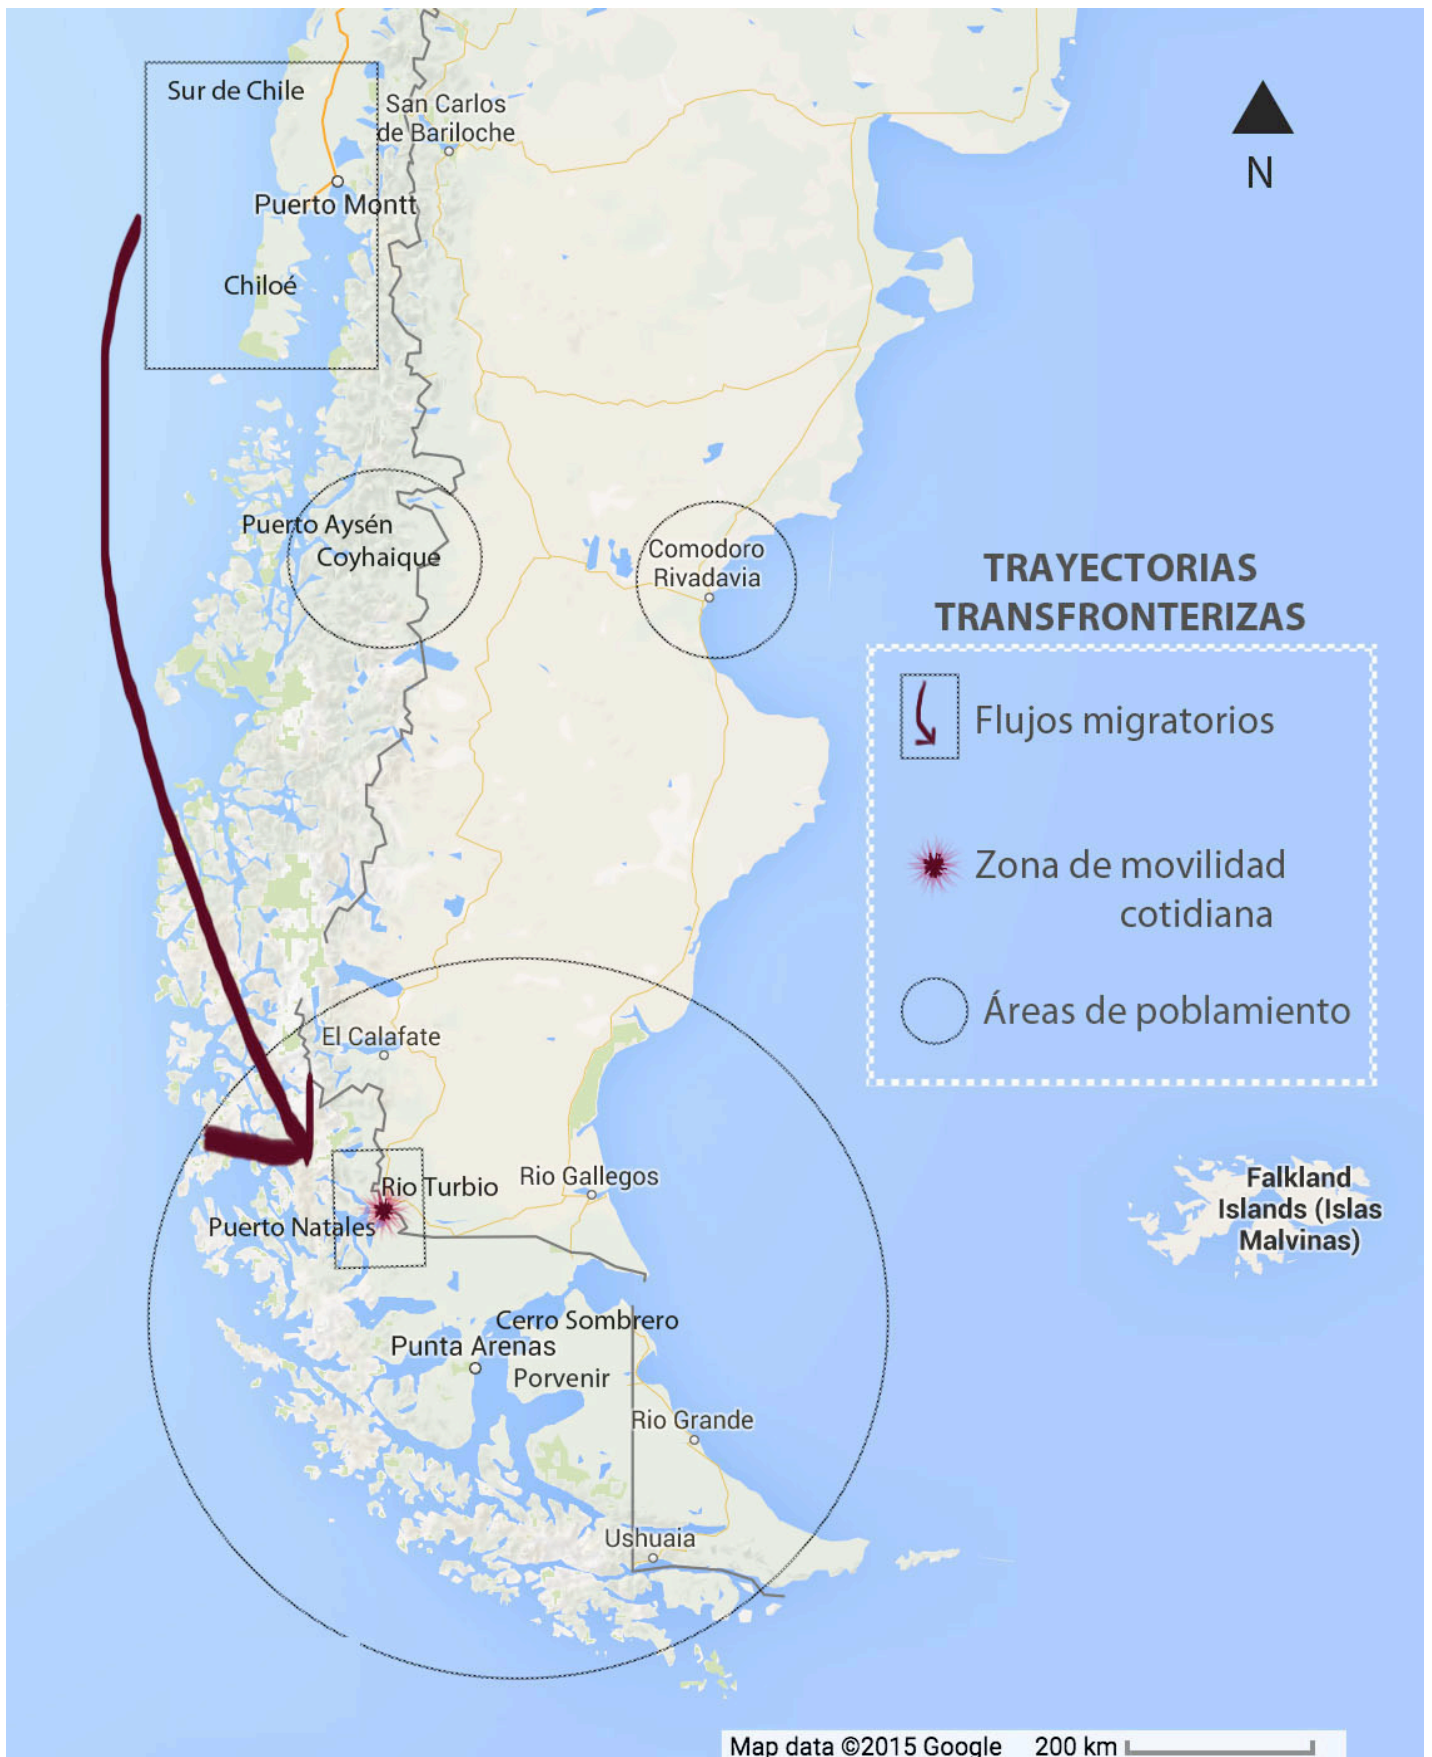 Sur de Chile
San Carlos
de Bariloche
N
Puerto Montt
Chiloé
Puerto Aysén
Coyhaique
Comodoro
Rivadavia
TRAYECTORIAS
TRANSFRONTERIZAS
Flujos migratorios
Zona de movilidad
cotidiana
Áreas de poblamiento
El Calafate
Rio Turbio
Rio Gallegos
Puerto Natales
Falkland
Islands (Islas
Malvinas)
Cerro Sombrero
Punta Arenas
Porvenir
Rio Grande
Ushuaia
Map data ©2015 Google 200 km